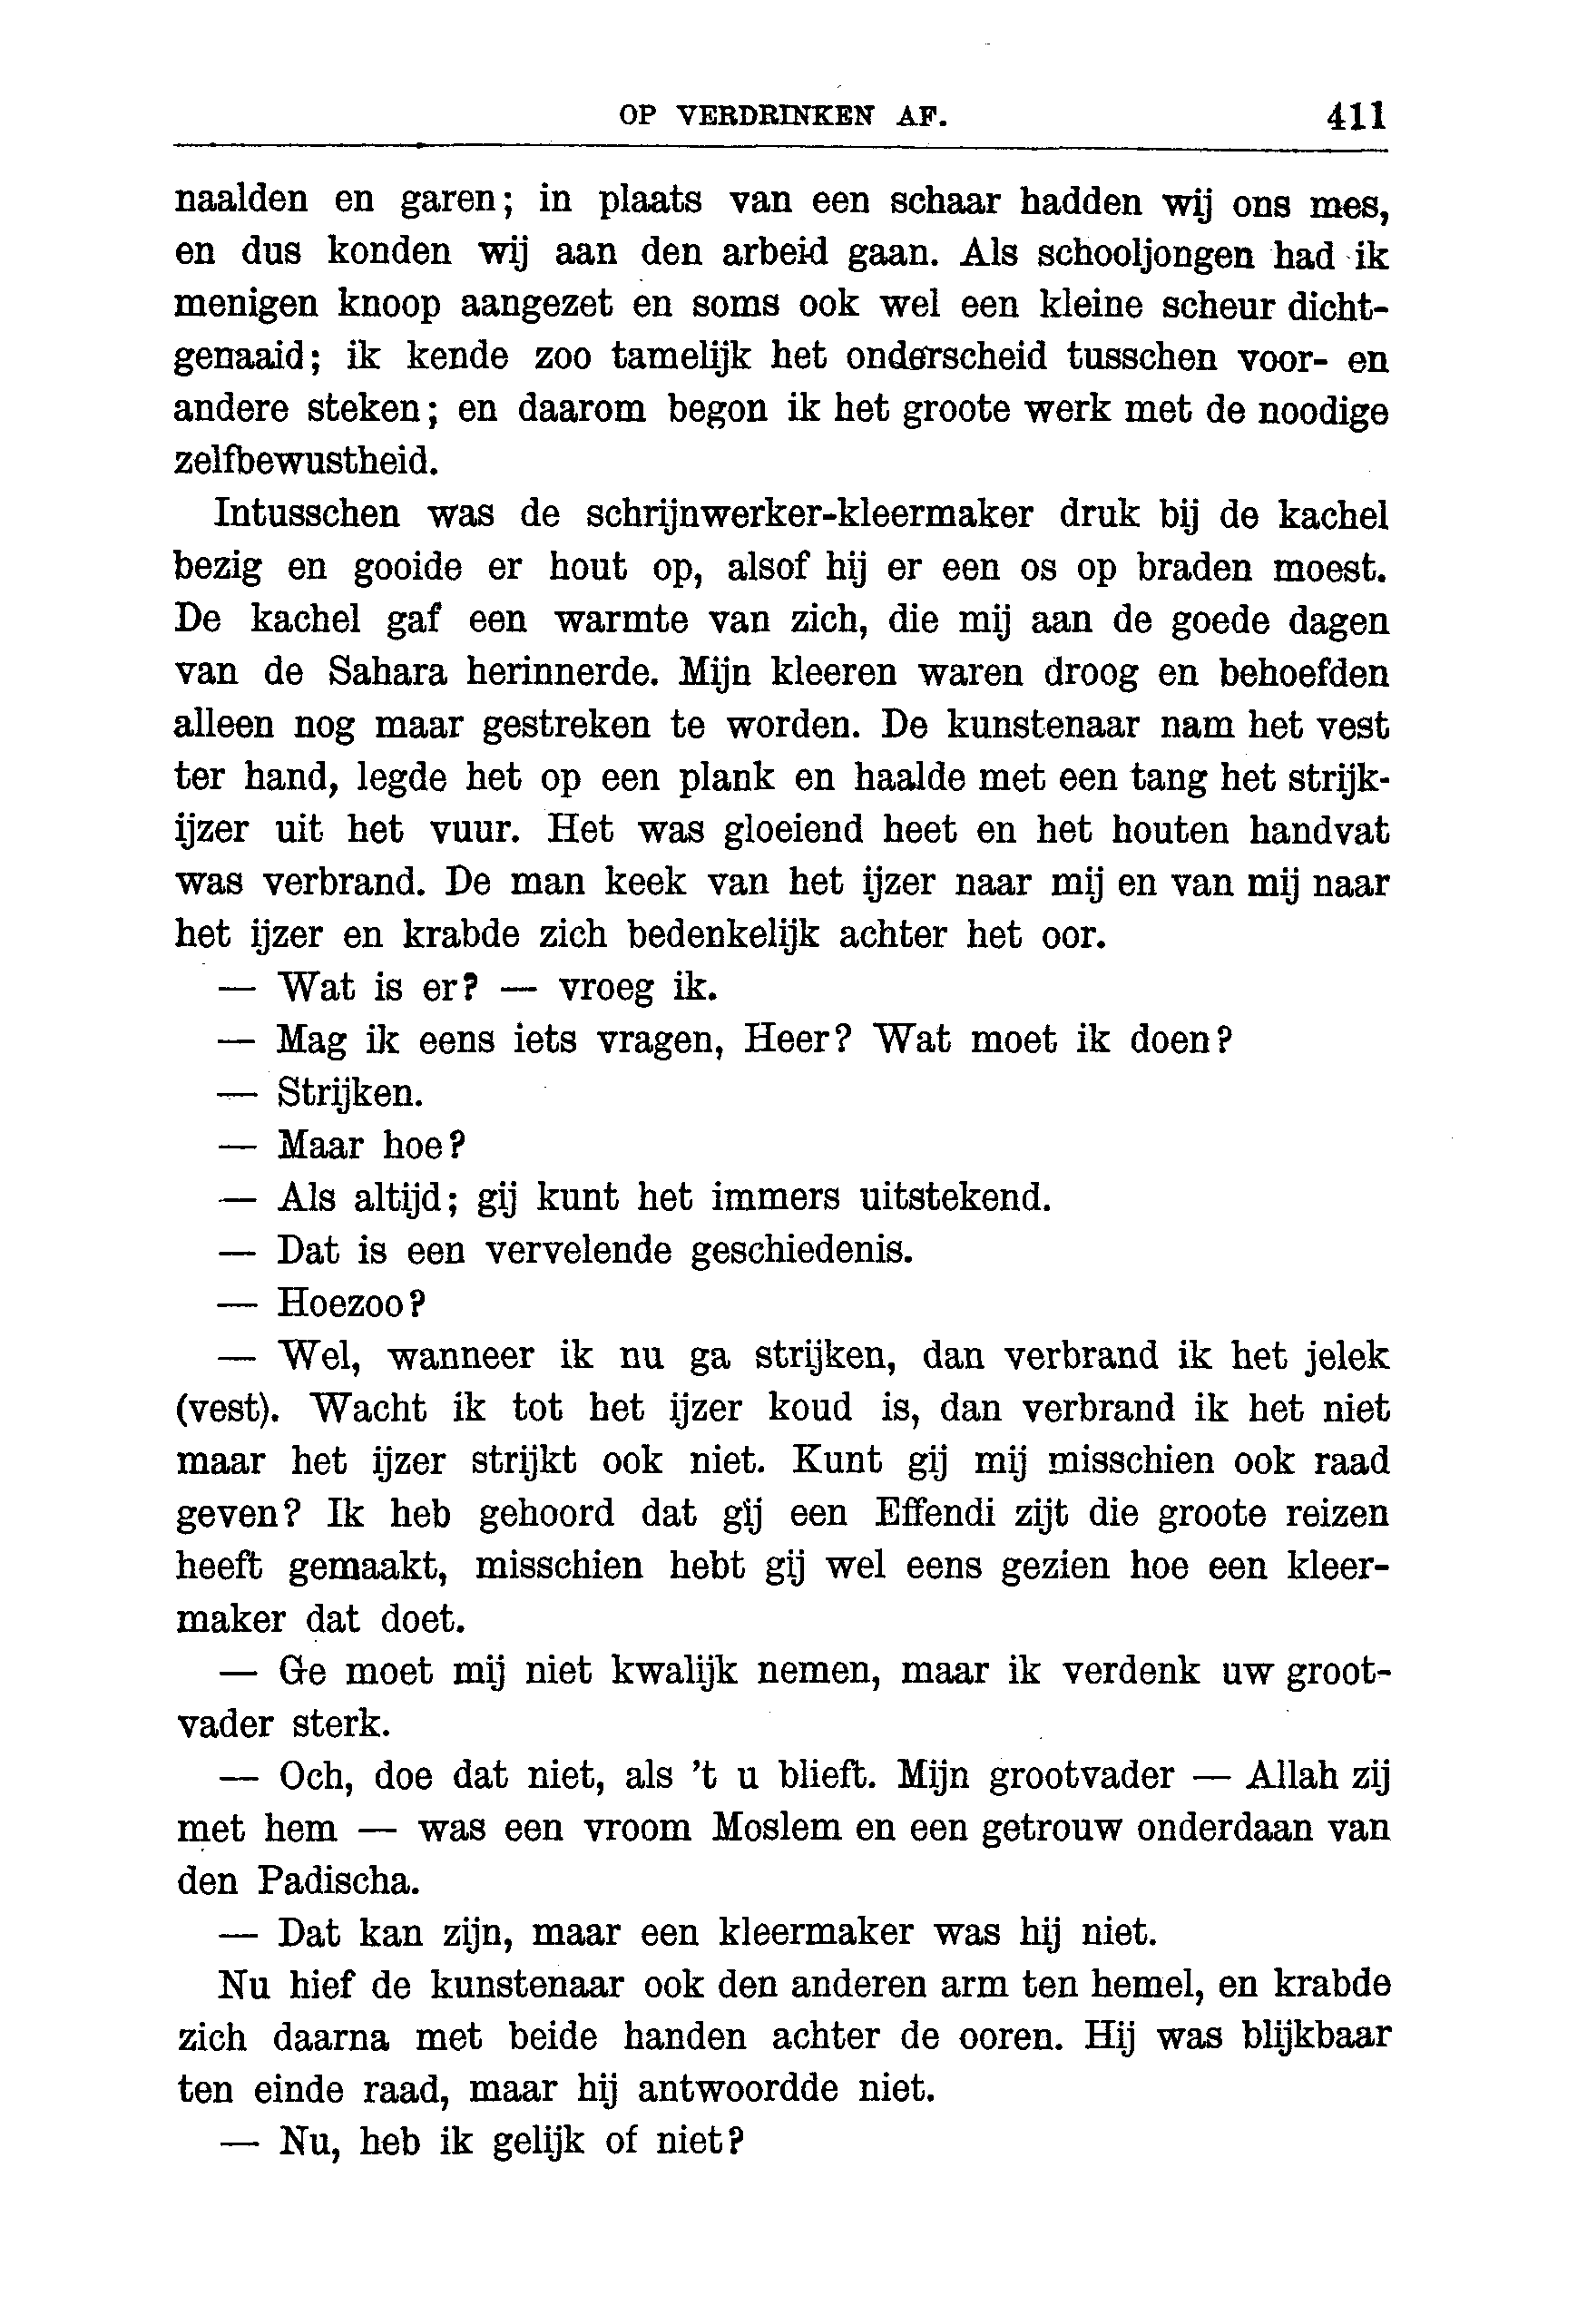 OP VERDRINKEN AF. 411
naalden en garen; in plaats van een schaar hadden wij ons mes,
en dus konden wij aan den arbeid gaan. Als schooljongen had ik
menigen knoop aangezet en soms ook wel een kleine scheur dicht-
genaaid; ik kende zoo tamelijk het onderscheid tusschen voor- en
andere steken; en daarom begon ik het groote werk met de noodige
zelfbewustheid.
Intusschen was de schrijnwerker-kleermaker druk bij de kachel
bezig en gooide er hout op, alsof hij er een os op braden moest.
De kachel gaf een warmte van zich, die mij aan de goede dagen
van de Sahara herinnerde. Mijn kleeren waren droog en behoefden
alleen nog maar gestreken te worden. De kunstenaar nam het vest
ter hand, legde het op een plank en haalde met een tang het strijk-
ijzer uit het vuur. Het was gloeiend heet en het houten handvat
was verbrand. De man keek van het ijzer naar mij en van mij naar
het ijzer en krabde zich bedenkelijk achter het oor.
— Wat is er? — vroeg ik.
— Mag ik eens iets vragen, Heer? Wat moet ik doen?
— Strijken.
— Maar hoe?
— Als altijd; gij kunt het immers uitstekend.
— Dat is een vervelende geschiedenis.
— Hoezoo?
— Wel, wanneer ik nu ga strijken, dan verbrand ik het jelek
(vest). Wacht ik tot het ijzer koud is, dan verbrand ik het niet
maar het ijzer strijkt ook niet. Kunt gij mij misschien ook raad
geven? Ik heb gehoord dat gij een Effendi zijt die groote reizen
heeft gemaakt, misschien hebt gij wel eens gezien hoe een kleer-
maker dat doet.
— Ge moet mij niet kwalijk nemen, maar ik verdenk uw groot-
vader sterk.
— Och, doe dat niet, als 't u blieft. Mijn grootvader — Allah zij
met hem — was een vroom Moslem en een getrouw onderdaan van
den Padischa.
— Dat kan zijn, maar een kleermaker was hij niet.
Nu hief de kunstenaar ook den anderen arm ten hemel, en krabde
zich daarna met beide handen achter de ooren. Hij was blijkbaar
ten einde raad, maar hij antwoordde niet.
— Nu, heb ik gelijk of niet?